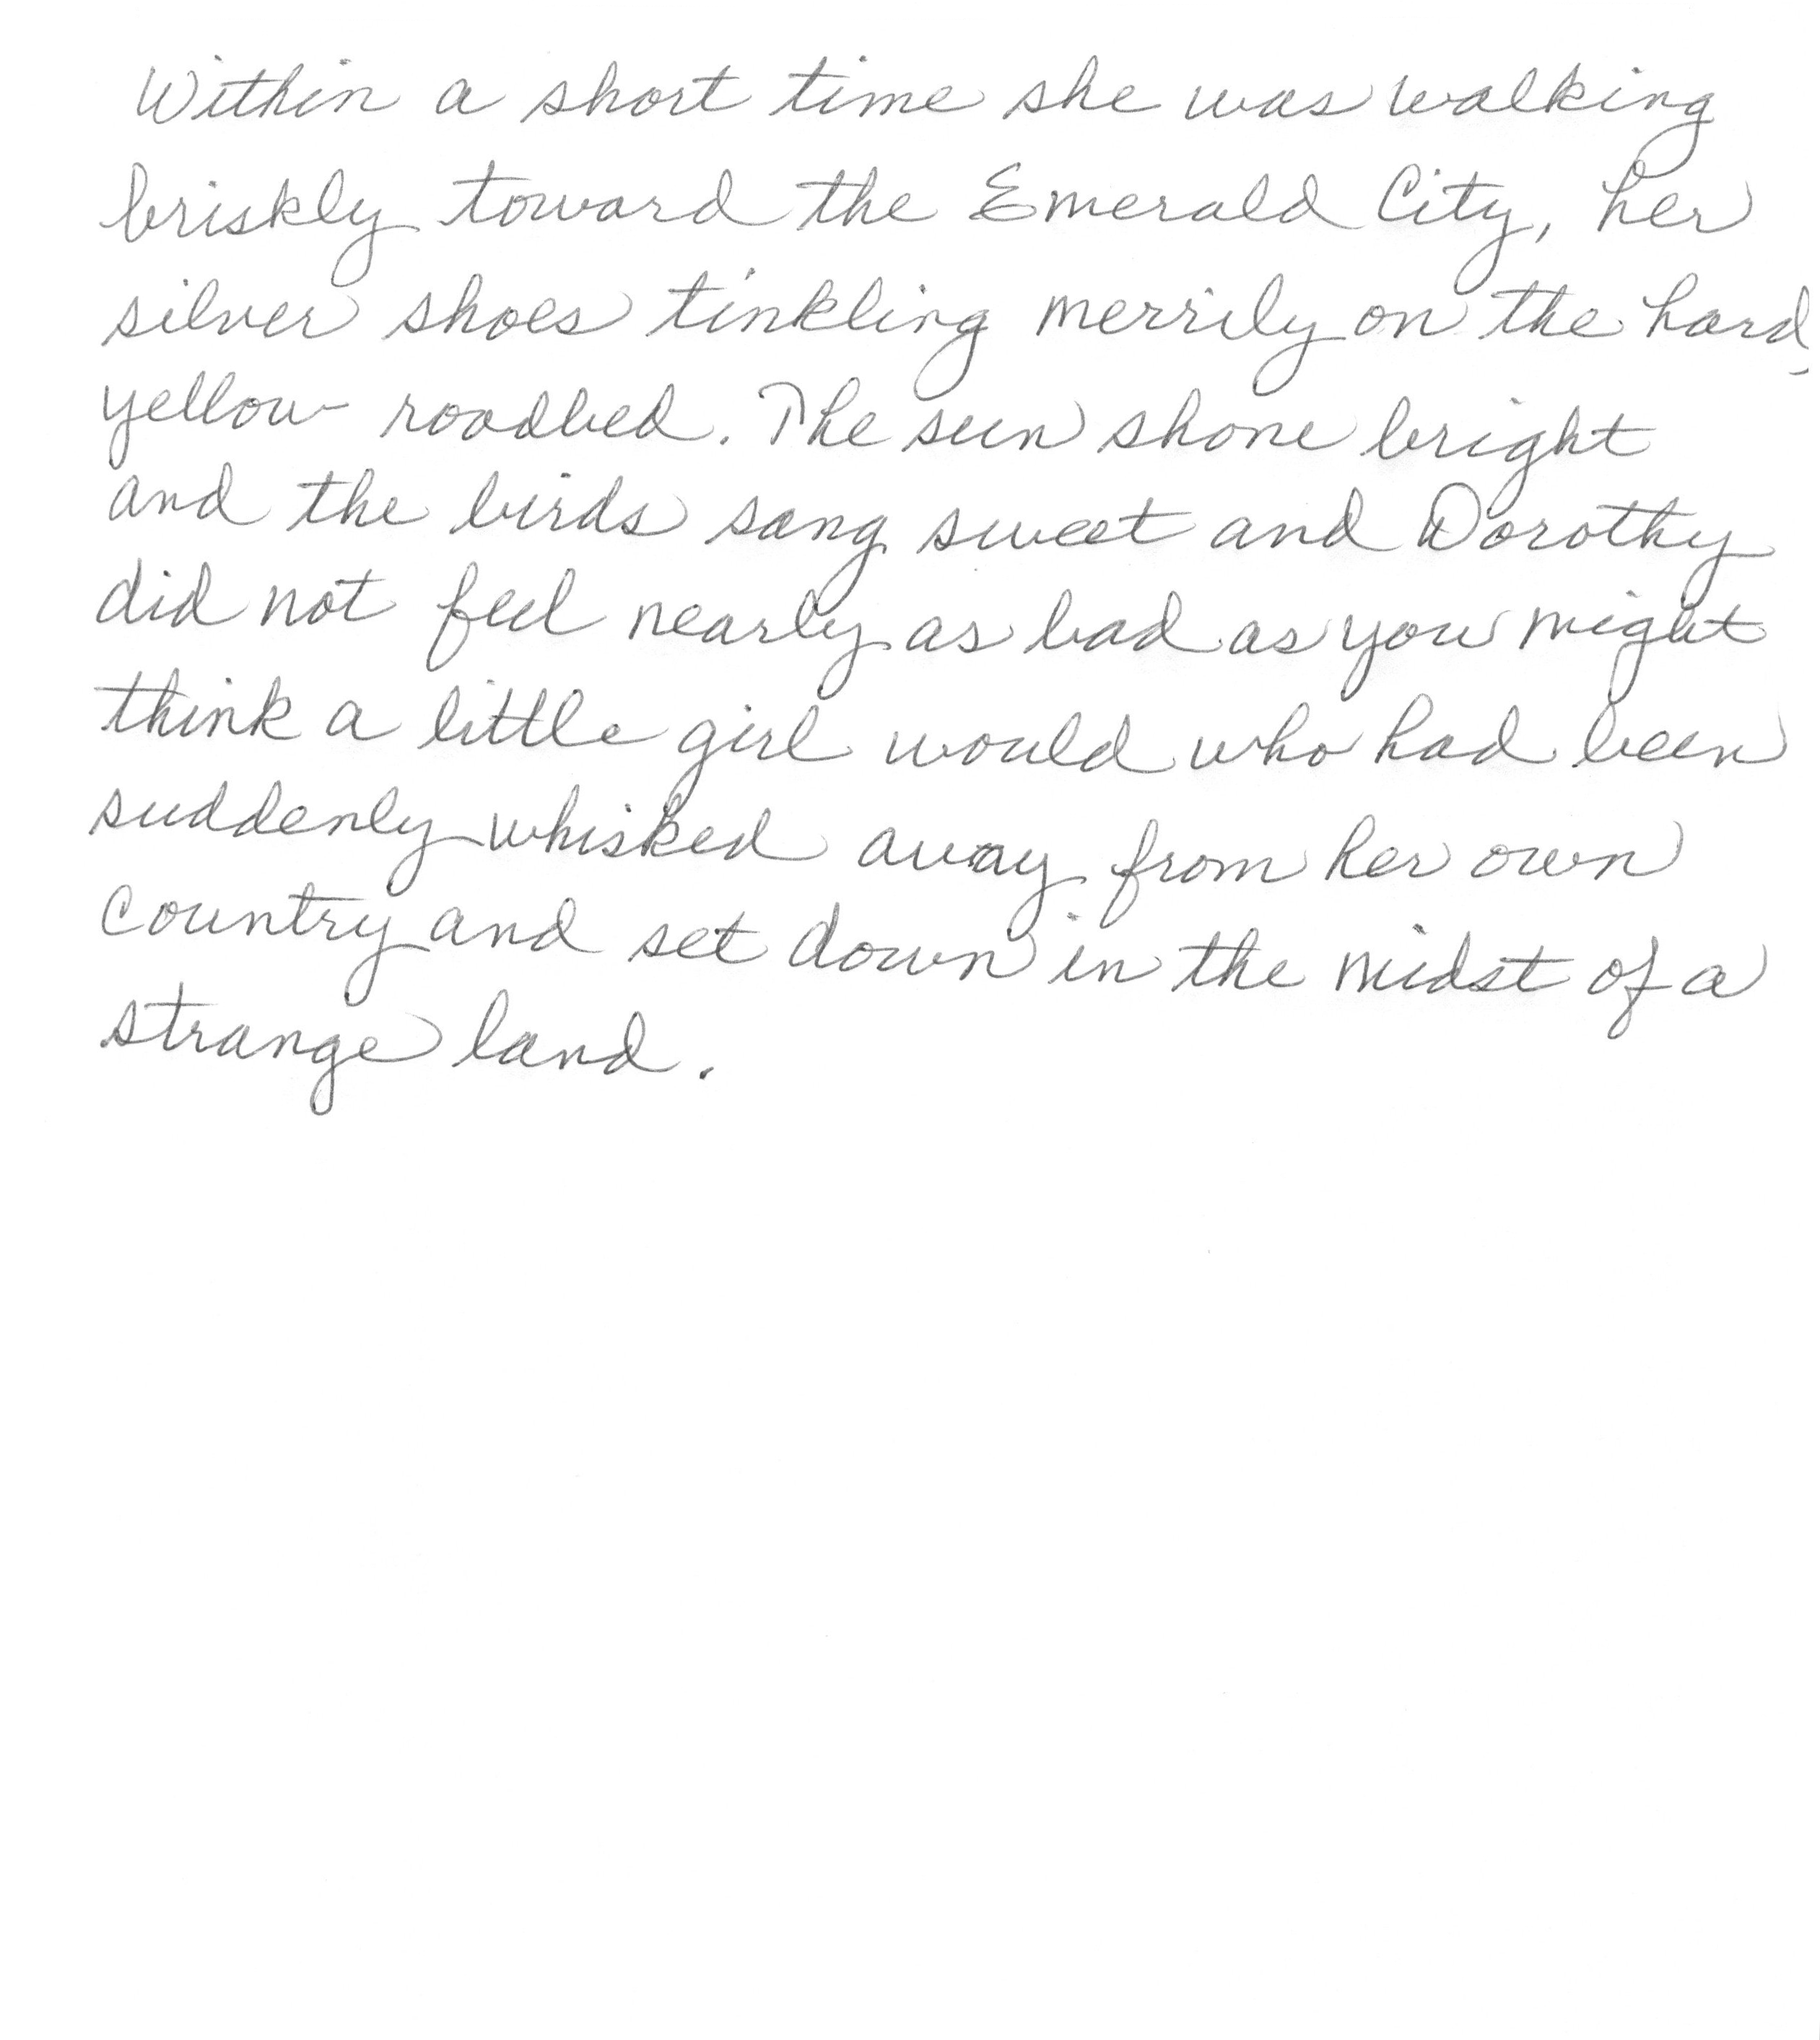 Within a short time she was walking
briskly toward the Emerald City, her
silver shoes tinkling merrily on the hard,
yellow roadbed. The sun shone bright
and the birds sang sweet and Dorothy
did not feel nearly as bad as you might
think a little girl would who had been
suddenly whisked away from her own
country and set down in the midst of a
strange land.